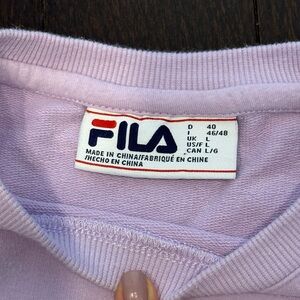 FILA
D 40
I 46/48
UK L
US/F L
CAN L/G
MADE IN CHINA/FABRIQUÉ EN CHINE
/HECHO EN CHINA